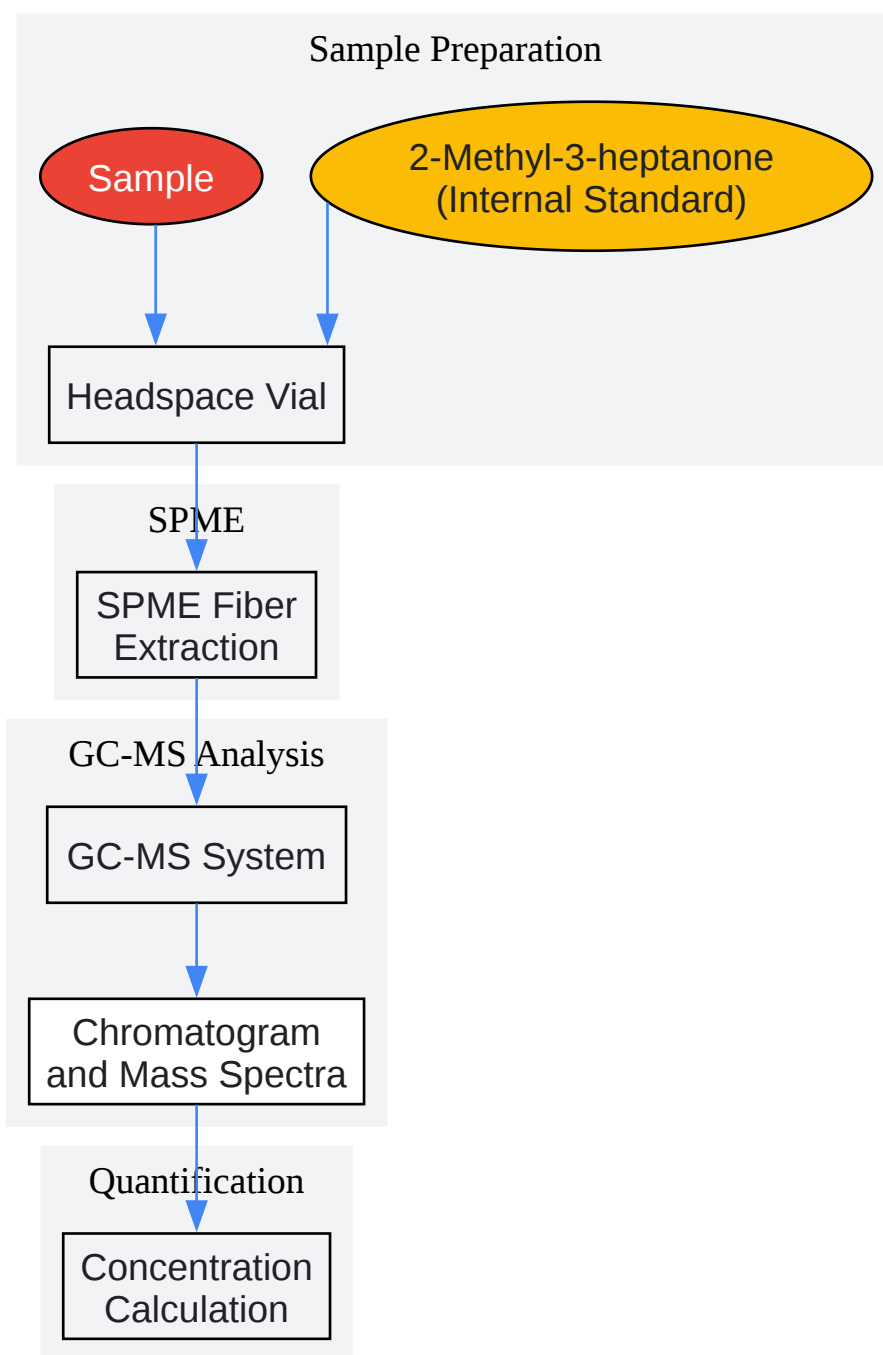 Sample Preparation
Sample
2-Methyl-3-heptanone
(Internal Standard)
Headspace Vial
SPME
SPME Fiber
Extraction
GC-MS Analysis
GC-MS System
Chromatogram
and Mass Spectra
Quantification
Concentration
Calculation